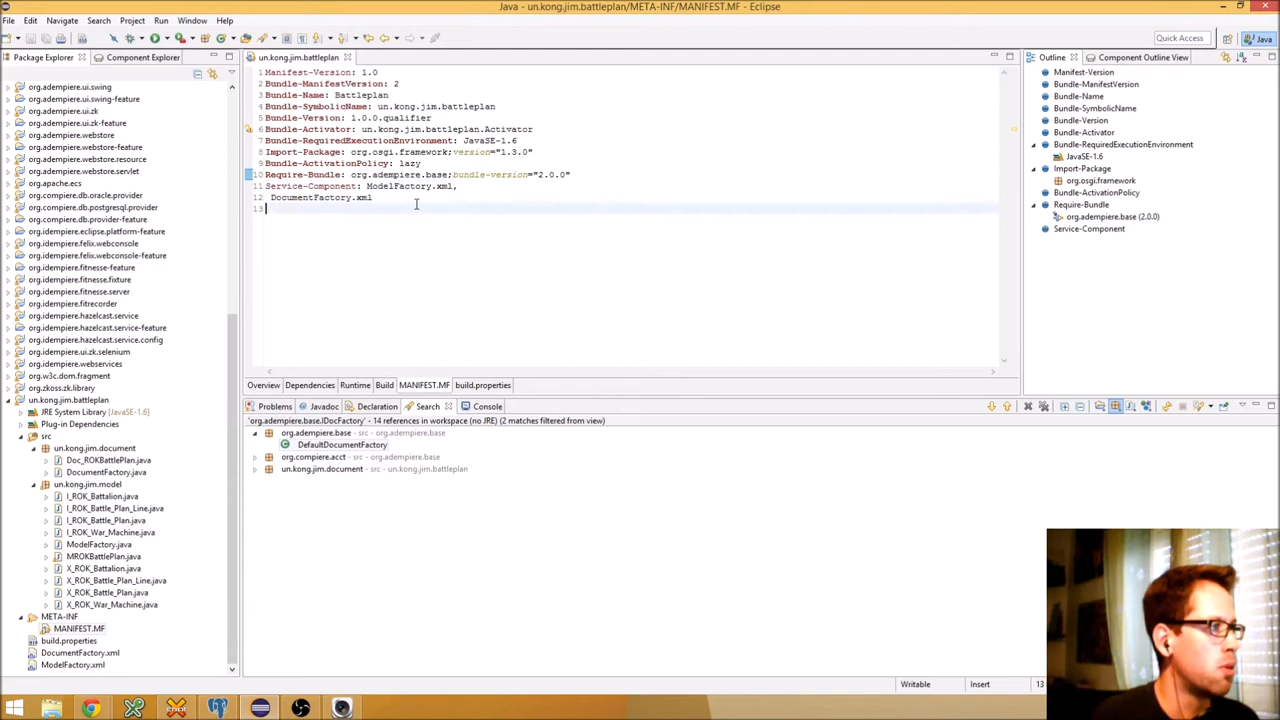 Java - un.kong.jim.battleplan/META-INF/MANIFEST.MF - Eclipse
File Edit Navigate Search Project Run Window Help
Quick Access
Java
Package Explorer
Component Explorer
org.adempiere.ui.swing
org.adempiere.ui.swing-feature
org.adempiere.ui.zk
org.adempiere.ui.zk-feature
org.adempiere.webstore
org.adempiere.webstore-feature
org.adempiere.webstore.resource
org.adempiere.webstore.servlet
org.apache.ecs
org.compiere.db.oracle.provider
org.compiere.db.postgresql.provider
org.compiere.db.provider-feature
org.idempiere.eclipse.platform-feature
org.idempiere.felix.webconsole
org.idempiere.felix.webconsole-feature
org.idempiere.fitnesse-feature
org.idempiere.fitnesse.fixture
org.idempiere.fitnesse.server
org.idempiere.fitrecorder
org.idempiere.hazelcast.service
org.idempiere.hazelcast.service-feature
org.idempiere.hazelcast.service.config
org.idempiere.ui.zk.selenium
org.idempiere.webservices
org.w3c.dom.fragment
org.zkoss.zk.library
un.kong.jim.battleplan
JRE System Library [JavaSE-1.6]
Plug-in Dependencies
src
un.kong.jim.document
Doc_ROKBattlePlan.java
DocumentFactory.java
un.kong.jim.model
I_ROK_Battalion.java
I_ROK_Battle_Plan_Line.java
I_ROK_Battle_Plan.java
I_ROK_War_Machine.java
ModelFactory.java
MROKBattlePlan.java
X_ROK_Battalion.java
X_ROK_Battle_Plan_Line.java
X_ROK_Battle_Plan.java
X_ROK_War_Machine.java
META-INF
MANIFEST.MF
build.properties
DocumentFactory.xml
ModelFactory.xml
un.kong.jim.battleplan
1 Manifest-Version: 1.0
2 Bundle-ManifestVersion: 2
3 Bundle-Name: Battleplan
4 Bundle-SymbolicName: un.kong.jim.battleplan
5 Bundle-Version: 1.0.0.qualifier
6 Bundle-Activator: un.kong.jim.battleplan.Activator
7 Bundle-RequiredExecutionEnvironment: JavaSE-1.6
8 Import-Package: org.osgi.framework;version="1.3.0"
9 Bundle-ActivationPolicy: lazy
10 Require-Bundle: org.adempiere.base;bundle-version="2.0.0"
11 Service-Component: ModelFactory.xml,
12 DocumentFactory.xml
13
Overview Dependencies Runtime Build MANIFEST.MF build.properties
Problems Javadoc Declaration Search Console
'org.adempiere.base.IDocFactory' - 14 references in workspace (no JRE) (2 matches filtered from view)
org.adempiere.base - src - org.adempiere.base
DefaultDocumentFactory
org.compiere.acct - src - org.adempiere.base
un.kong.jim.document - src - un.kong.jim.battleplan
Outline
Component Outline View
Manifest-Version
Bundle-ManifestVersion
Bundle-Name
Bundle-SymbolicName
Bundle-Version
Bundle-Activator
Bundle-RequiredExecutionEnvironment
JavaSE-1.6
Import-Package
org.osgi.framework
Bundle-ActivationPolicy
Require-Bundle
org.adempiere.base (2.0.0)
Service-Component
Writable Insert 13